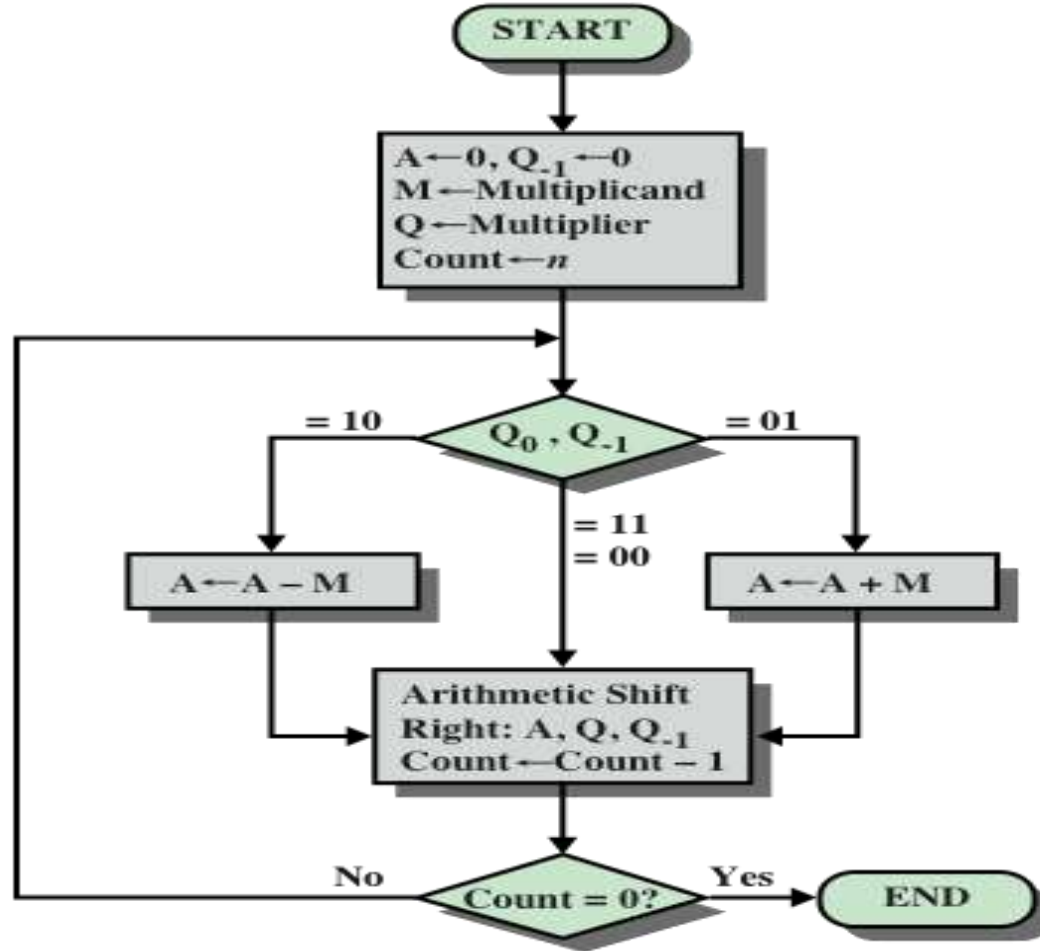 START
A←0, Q₋₁←0
M←Multiplicand
Q←Multiplier
Count←n
= 10
Q₀ , Q₋₁
= 01
= 11
= 00
A←A – M
A←A + M
Arithmetic Shift
Right: A, Q, Q₋₁
Count←Count – 1
No
Count = 0?
Yes
END